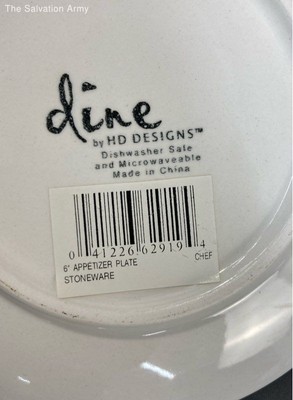 The Salvation Army
dine
by HD DESIGNS™
Dishwasher Safe
and Microwaveable
Made in China
0 41226 62919 4
6" APPETIZER PLATE CHEF
STONEWARE